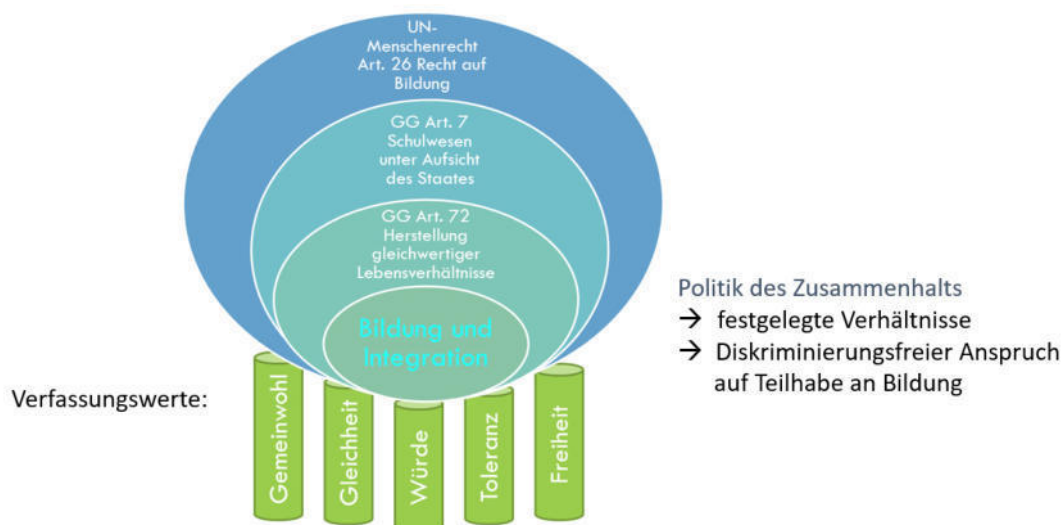 UN-
Menschenrecht
Art. 26 Recht auf
Bildung
GG Art. 7
Schulwesen
unter Aufsicht
des Staates
GG Art. 72
Herstellung
gleichwertiger
Lebensverhältnisse
Bildung und
Integration
Politik des Zusammenhalts
→ festgelegte Verhältnisse
→ Diskriminierungsfreier Anspruch
auf Teilhabe an Bildung
Verfassungswerte:
Gemeinwohl
Gleichheit
Würde
Toleranz
Freiheit